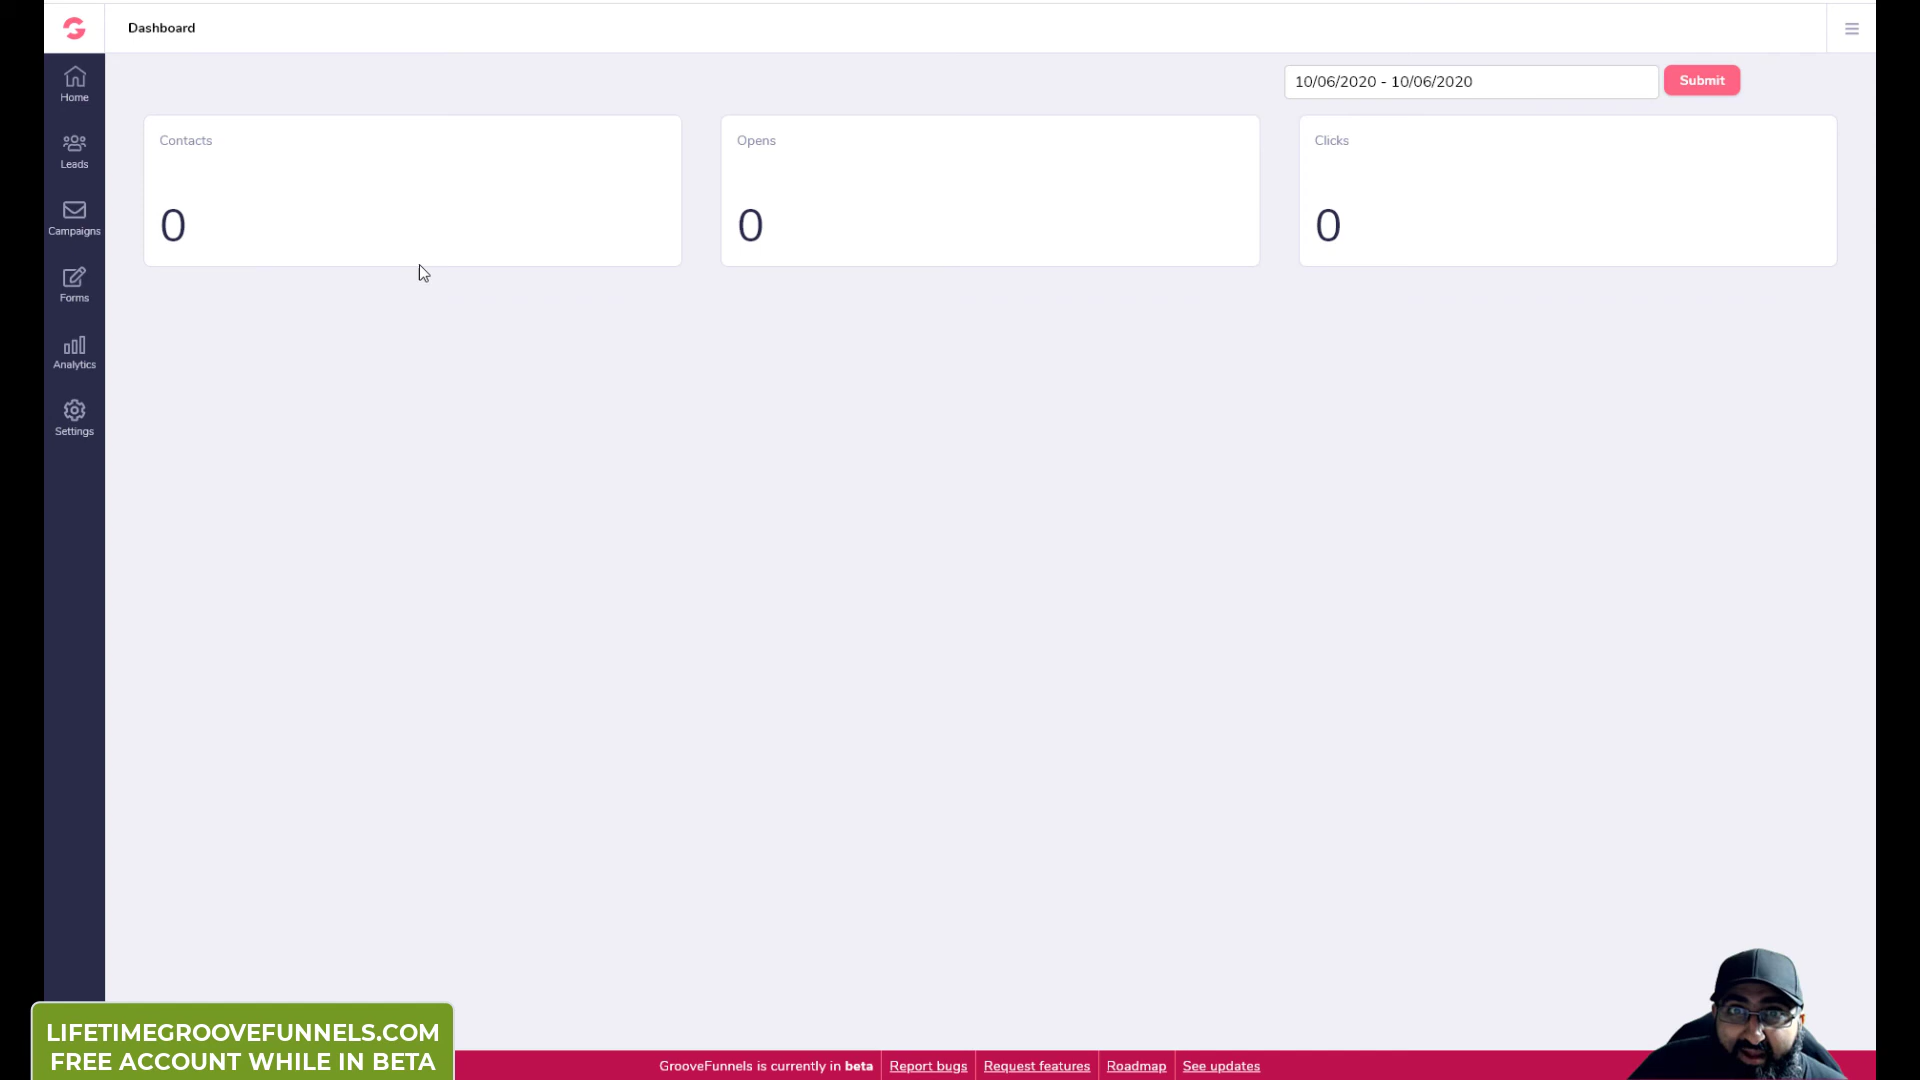 Dashboard
10/06/2020 - 10/06/2020
Submit
Home
Leads
Campaigns
Forms
Analytics
Settings
Contacts
0
Opens
0
Clicks
0
LIFETIMEGROOVEFUNNELS.COM
FREE ACCOUNT WHILE IN BETA
GrooveFunnels is currently in beta
Report bugs
Request features
Roadmap
See updates